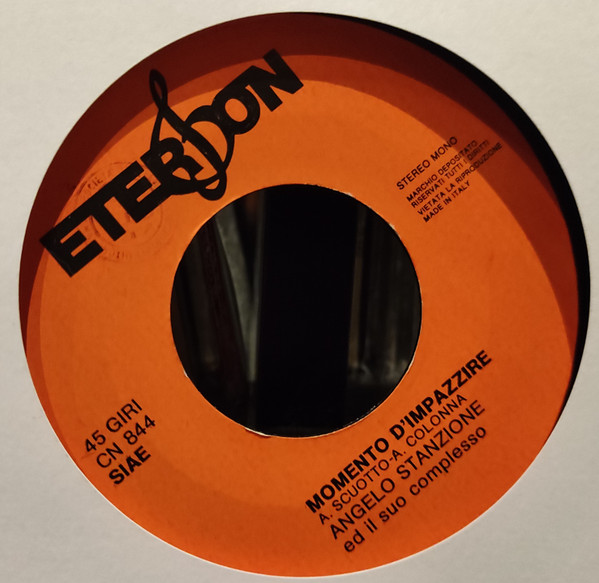 ETERDON
STEREO MONO
MARCHIO DEPOSITATO
RISERVATI TUTTI I DIRITTI
VIETATA LA RIPRODUZIONE
MADE IN ITALY
45 GIRI
CN 844
SIAE
MOMENTO D'IMPAZZIRE
A. SCUOTTO-A. COLONNA
ANGELO STANZIONE
ed il suo complesso